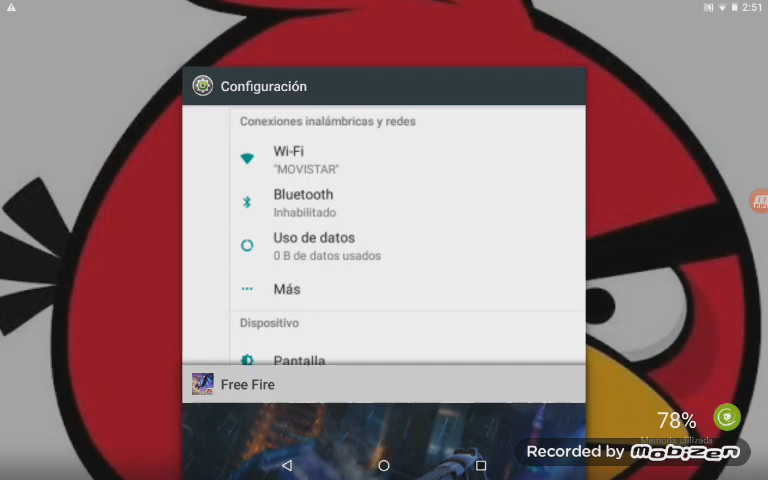 2:51
Configuración
Conexiones inalámbricas y redes
Wi-Fi
"MOVISTAR"
Bluetooth
Inhabilitado
Uso de datos
0 B de datos usados
Más
Dispositivo
Pantalla
Free Fire
78%
Memoria utilizada
Recorded by Mobizen